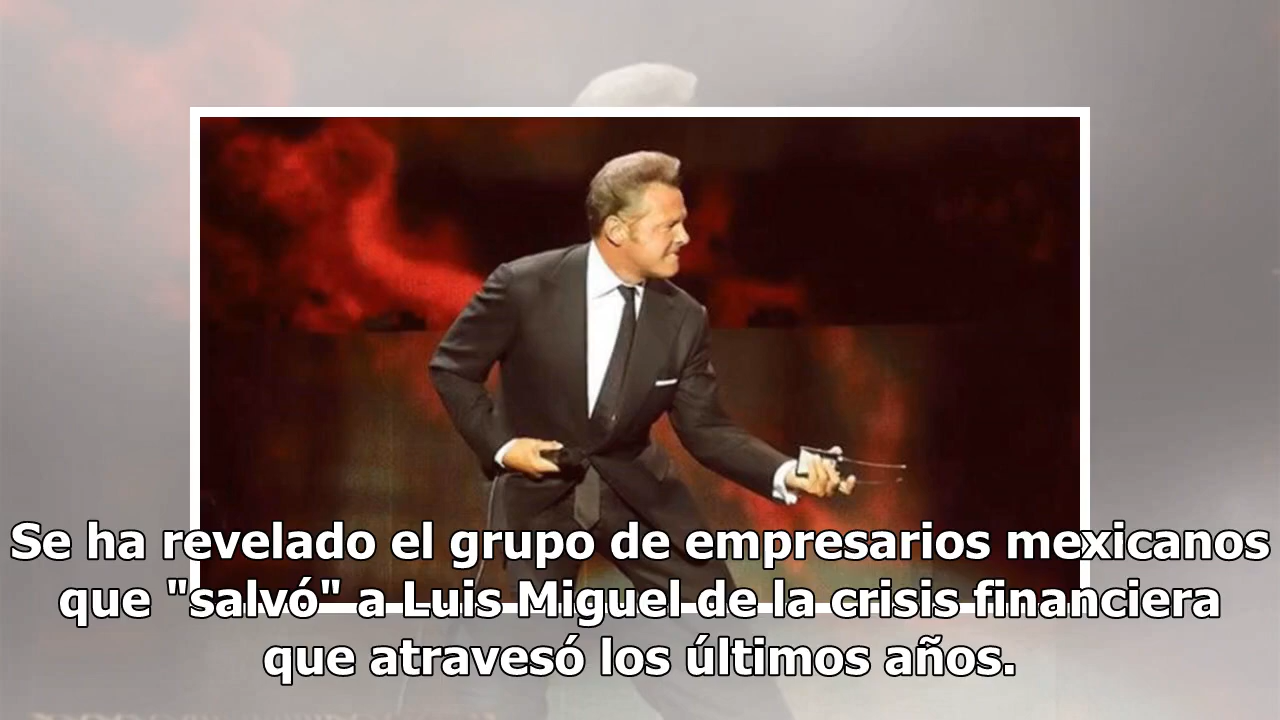 Se ha revelado el grupo de empresarios mexicanos
que "salvó" a Luis Miguel de la crisis financiera
que atravesó los últimos años.